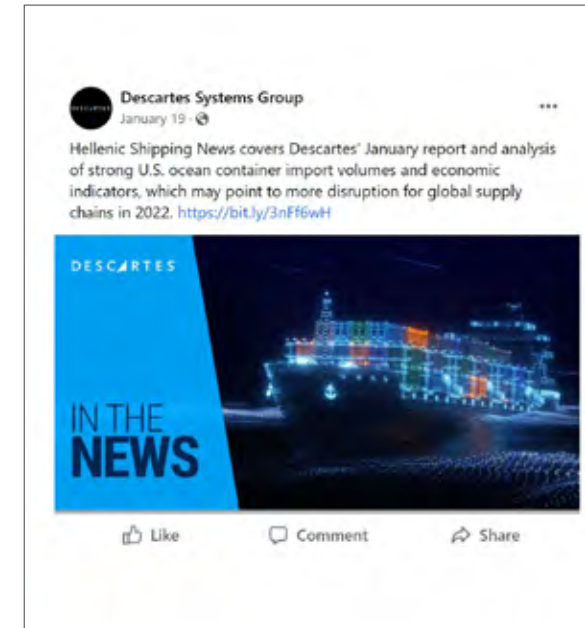 DESCARTES
Descartes Systems Group
January 19 ·
...
Hellenic Shipping News covers Descartes' January report and analysis
of strong U.S. ocean container import volumes and economic
indicators, which may point to more disruption for global supply
chains in 2022. https://bit.ly/3nFf6wH
DESCARTES
IN THE
NEWS
Like Comment Share